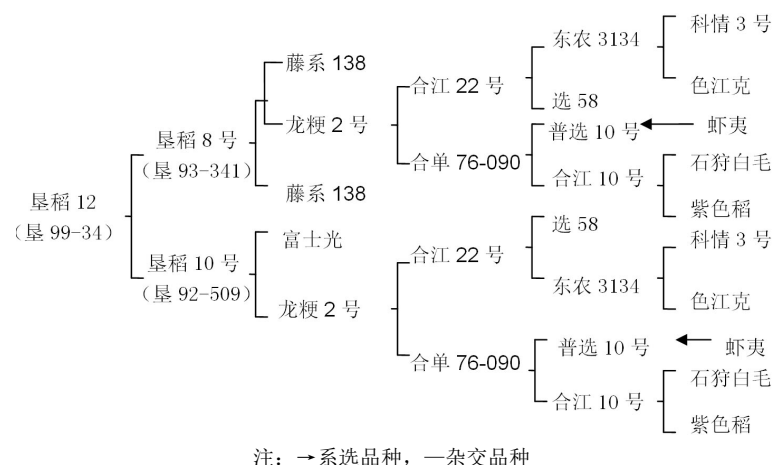 科情 3 号
东农 3134
藤系 138
色江克
合江 22 号
选 58
龙粳 2 号
普选 10 号 ← 虾夷
垦稻 8 号
(垦 93-341)
合单 76-090
石狩白毛
合江 10 号
藤系 138
紫色稻
垦稻 12
(垦 99-34)
选 58
富士光
科情 3 号
合江 22 号
垦稻 10 号
(垦 92-509)
东农 3134
龙粳 2 号
色江克
普选 10 号 ← 虾夷
合单 76-090
石狩白毛
合江 10 号
紫色稻
注: →系选品种, —杂交品种